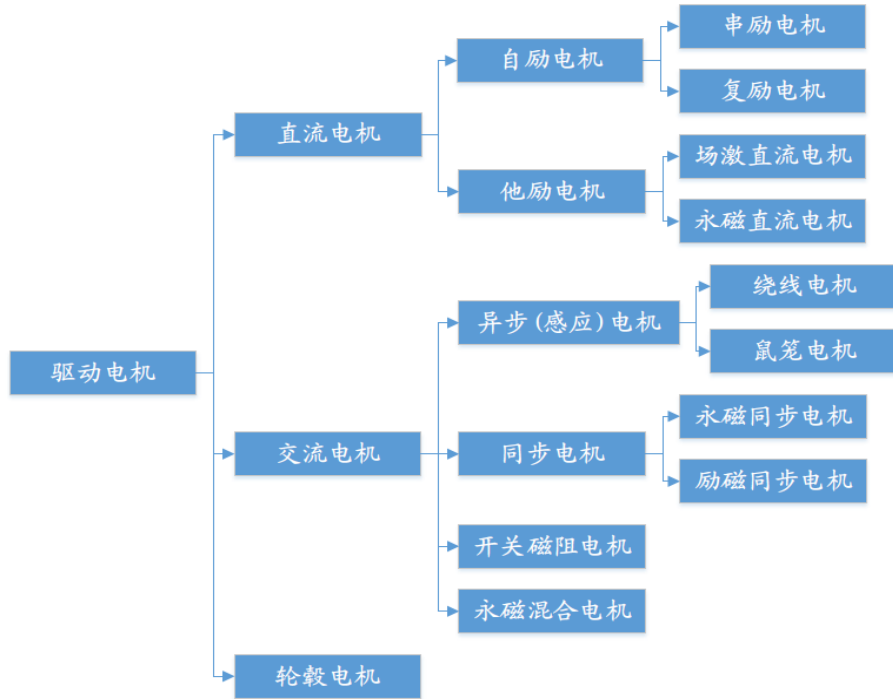 驱动电机
直流电机
自励电机
串励电机
复励电机
他励电机
场激直流电机
永磁直流电机
交流电机
异步(感应)电机
绕线电机
鼠笼电机
同步电机
永磁同步电机
励磁同步电机
开关磁阻电机
永磁混合电机
轮毂电机